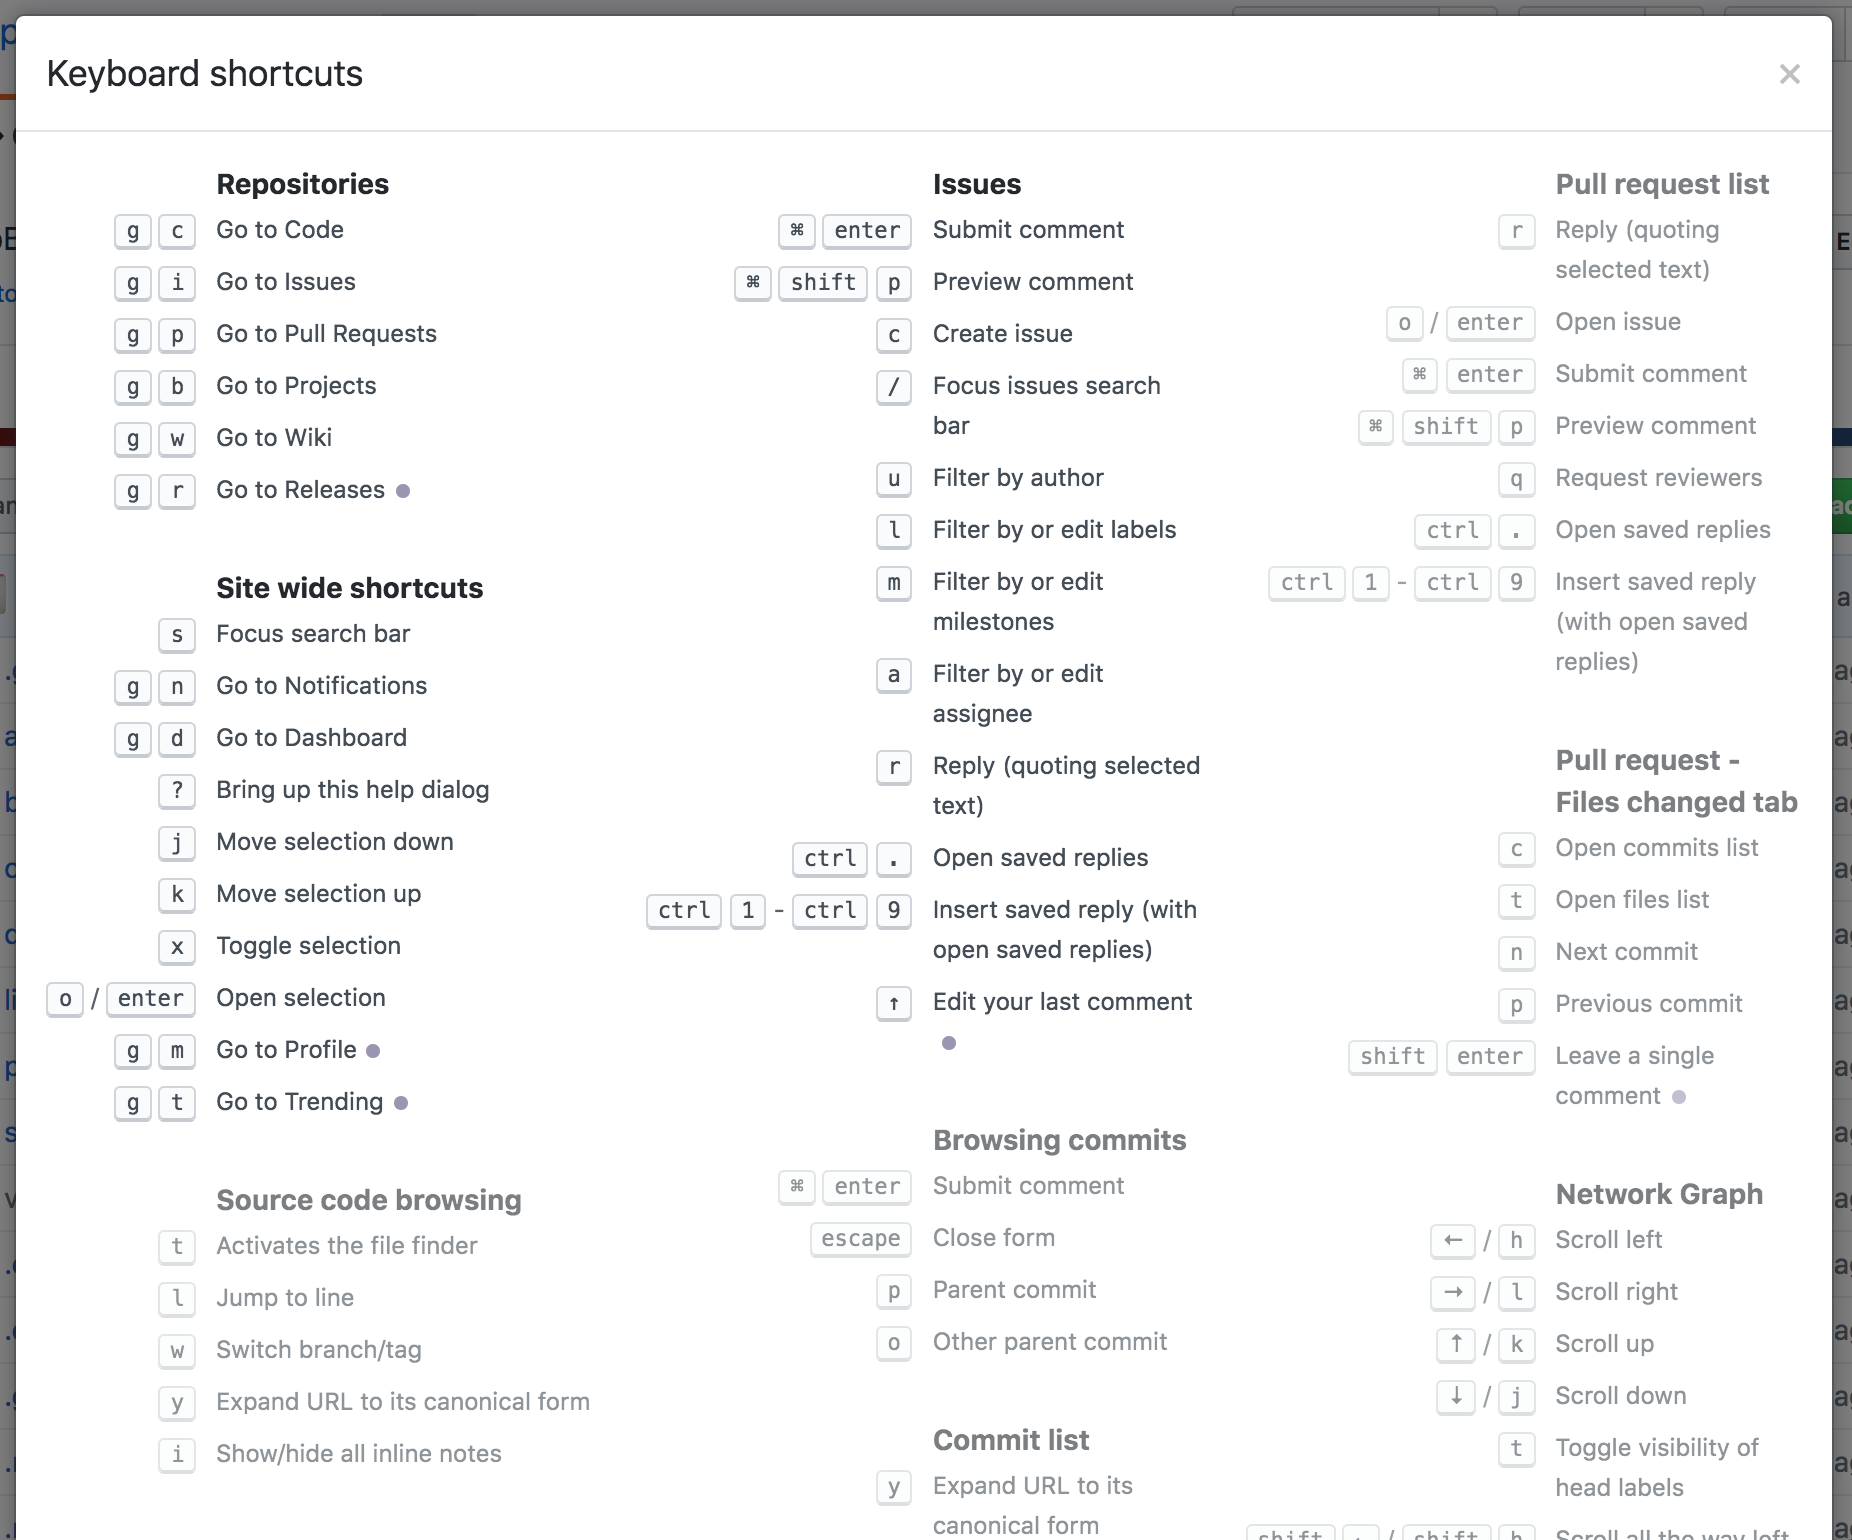 Keyboard shortcuts ×
Repositories
g c Go to Code
g i Go to Issues
g p Go to Pull Requests
g b Go to Projects
g w Go to Wiki
g r Go to Releases
Site wide shortcuts
s Focus search bar
g n Go to Notifications
g d Go to Dashboard
? Bring up this help dialog
j Move selection down
k Move selection up
x Toggle selection
o / enter Open selection
g m Go to Profile
g t Go to Trending
Source code browsing
t Activates the file finder
l Jump to line
w Switch branch/tag
y Expand URL to its canonical form
i Show/hide all inline notes
Issues
⌘ enter Submit comment
⌘ shift p Preview comment
c Create issue
/ Focus issues search
bar
u Filter by author
l Filter by or edit labels
m Filter by or edit
milestones
a Filter by or edit
assignee
r Reply (quoting selected
text)
ctrl . Open saved replies
ctrl 1 - ctrl 9 Insert saved reply (with
open saved replies)
↑ Edit your last comment
Browsing commits
⌘ enter Submit comment
escape Close form
p Parent commit
o Other parent commit
Commit list
y Expand URL to its
canonical form
Pull request list
r Reply (quoting
selected text)
o / enter Open issue
⌘ enter Submit comment
⌘ shift p Preview comment
q Request reviewers
ctrl . Open saved replies
ctrl 1 - ctrl 9 Insert saved reply
(with open saved
replies)
Pull request -
Files changed tab
c Open commits list
t Open files list
n Next commit
p Previous commit
shift enter Leave a single
comment
Network Graph
← / h Scroll left
→ / l Scroll right
↑ / k Scroll up
↓ / j Scroll down
t Toggle visibility of
head labels
shift ← / shift h Scroll all the way left